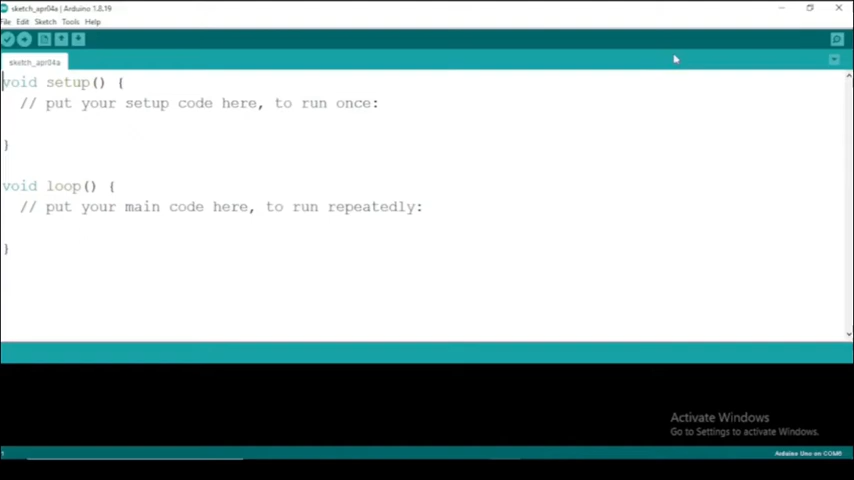 sketch_apr04a | Arduino 1.8.19
File Edit Sketch Tools Help
sketch_apr04a
void setup() {
// put your setup code here, to run once:
}
void loop() {
// put your main code here, to run repeatedly:
}
Activate Windows
Go to Settings to activate Windows.
1
Arduino Uno on COM6